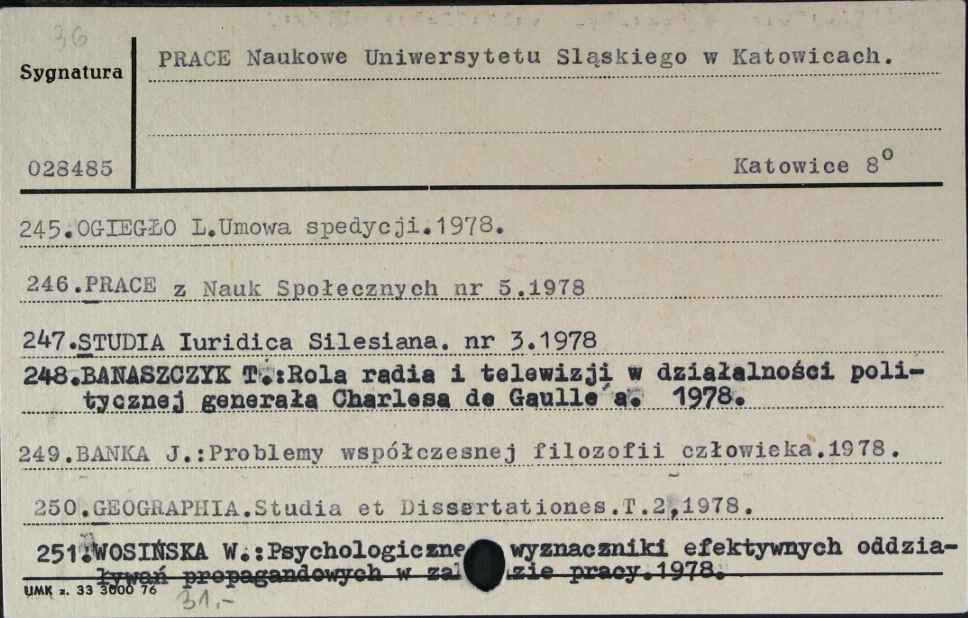 36
Sygnatura
PRACE Naukowe Uniwersytetu Sląskiego w Katowicach.
028485
Katowice 8°
245.OGIEGŁO L.Umowa spedycji.1978.
246.PRACE z Nauk Społecznych nr 5.1978
247.STUDIA Iuridica Silesiana. nr 3.1978
248.BANASZCZYK T.:Rola radia i telewizji w działalności poli-
tycznej generała Charlesa de Gaulle´a. 1978.
249.BANKA J.:Problemy współczesnej filozofii człowieka.1978.
250.GEOGRAPHIA.Studia et Dissertationes.T.2,1978.
251.WOSIŃSKA W.:Psychologiczne wyznaczniki efektywnych oddzia-
ływań propagandowych w pracy.1978.
UMK z. 33 3000 76
31.-